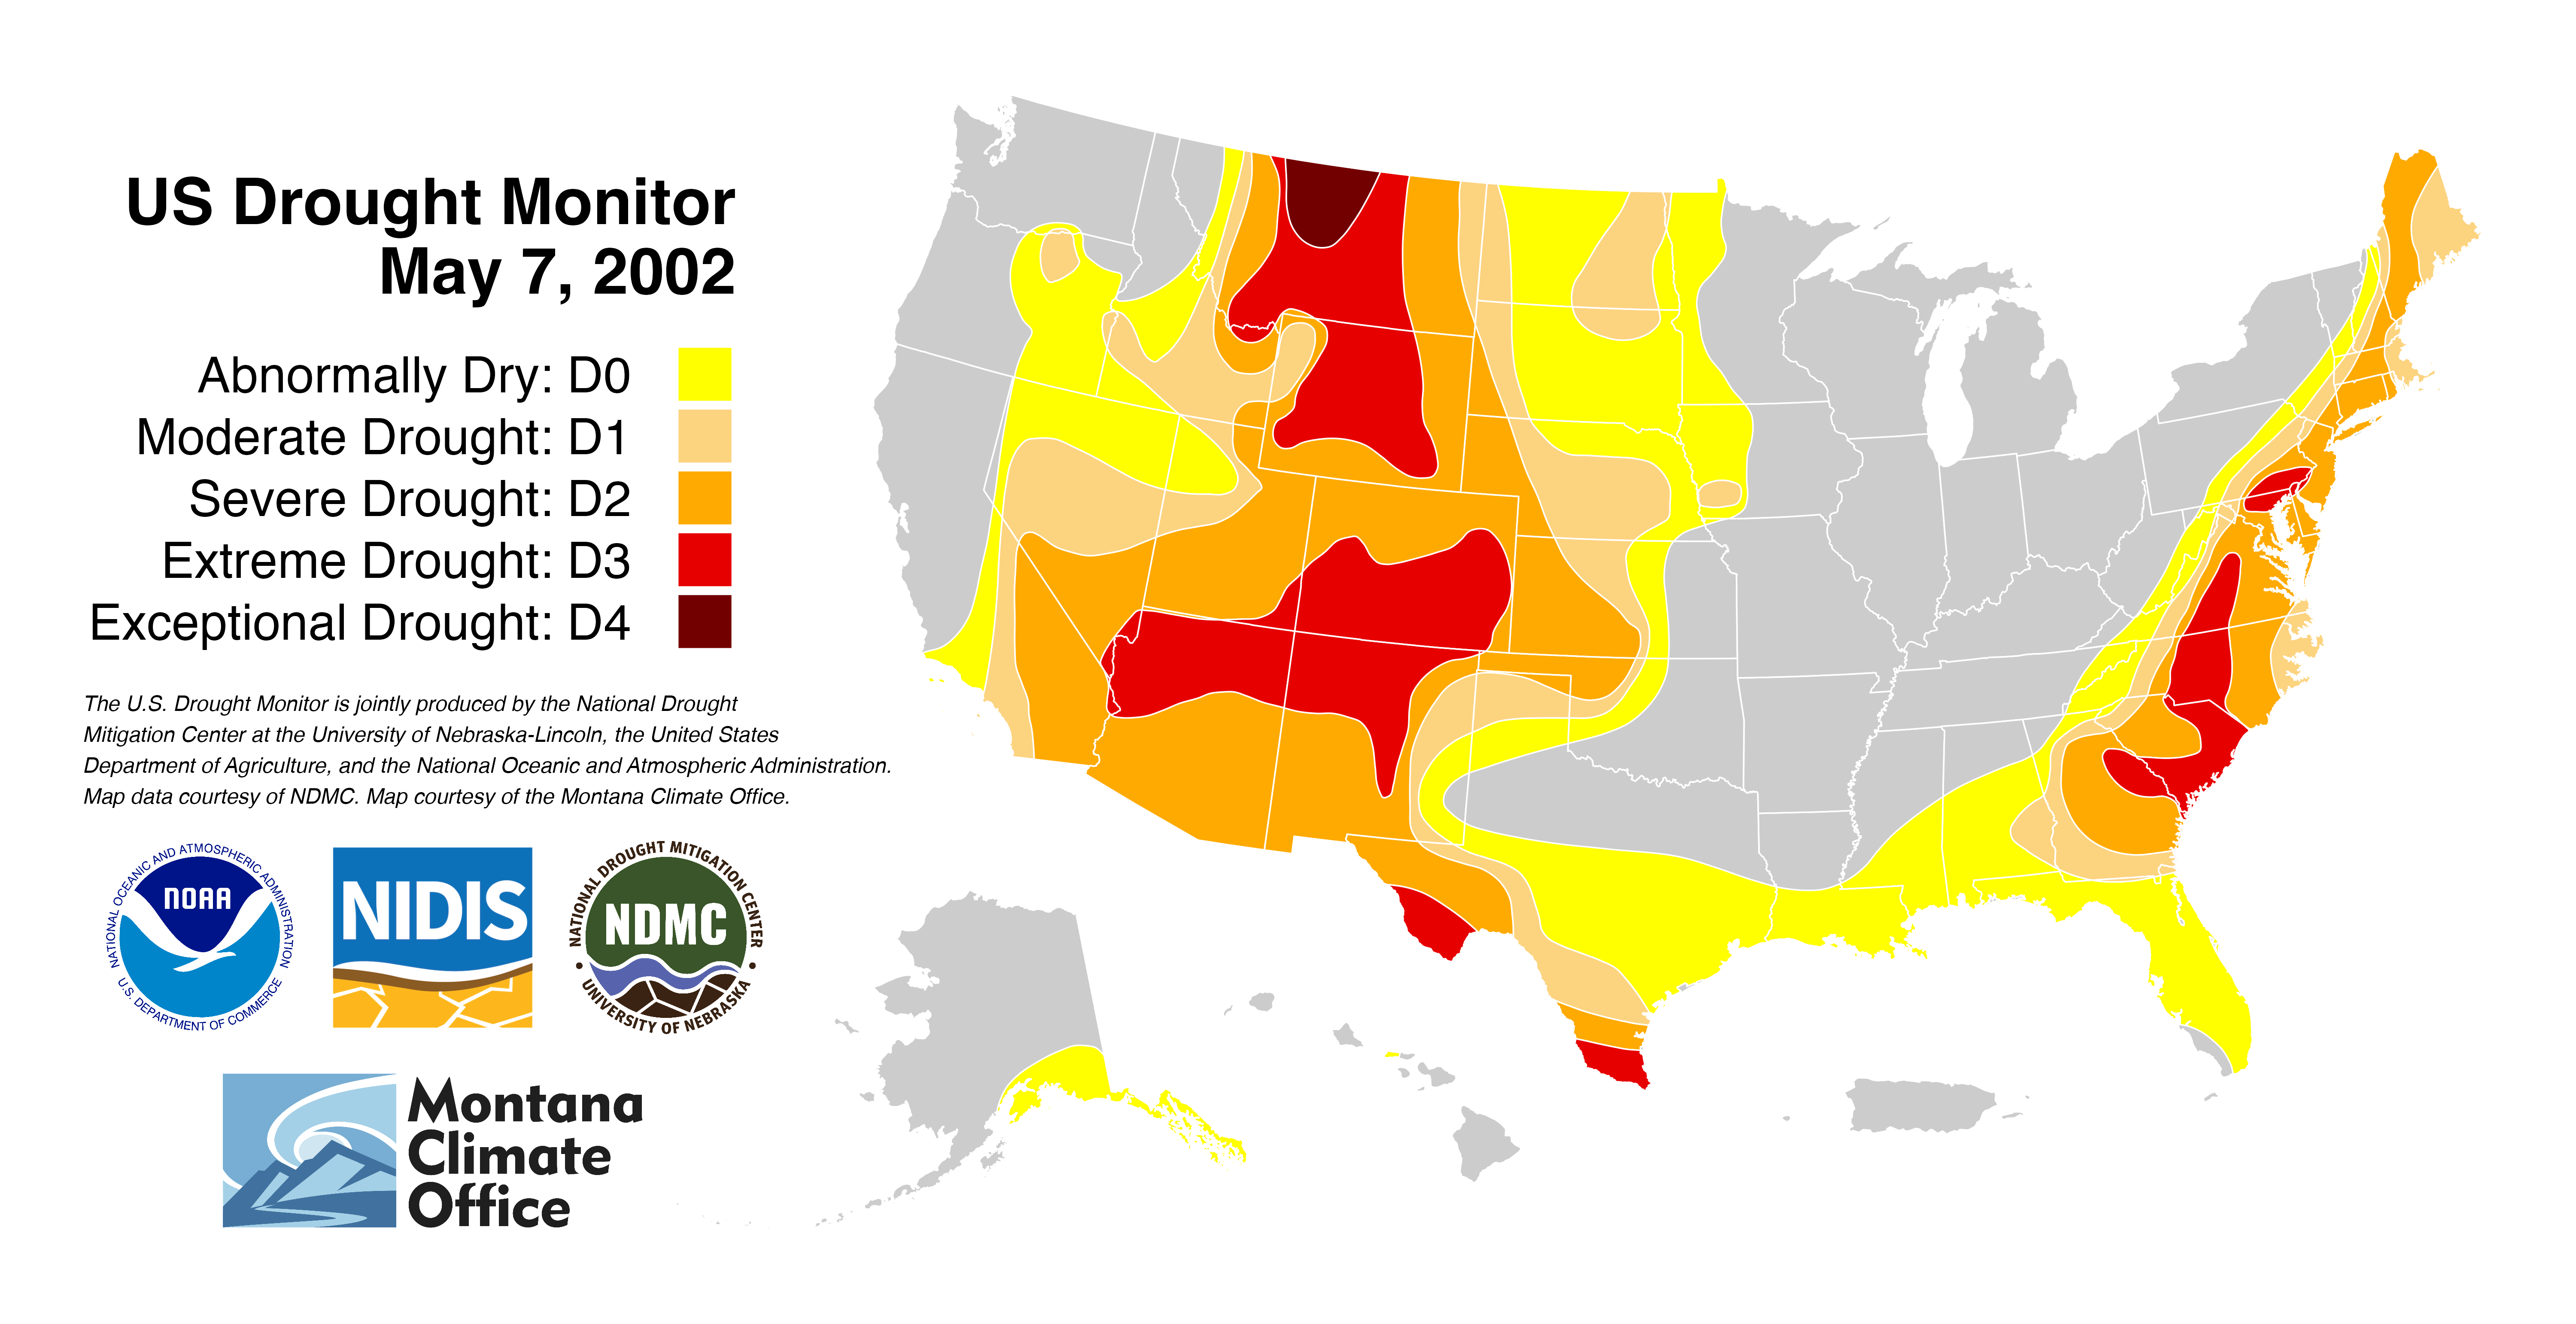 US Drought Monitor
May 7, 2002
Abnormally Dry: D0
Moderate Drought: D1
Severe Drought: D2
Extreme Drought: D3
Exceptional Drought: D4
The U.S. Drought Monitor is jointly produced by the National Drought
Mitigation Center at the University of Nebraska-Lincoln, the United States
Department of Agriculture, and the National Oceanic and Atmospheric Administration.
Map data courtesy of NDMC. Map courtesy of the Montana Climate Office.
NATIONAL OCEANIC AND ATMOSPHERIC ADMINISTRATION
NOAA
U.S. DEPARTMENT OF COMMERCE
NIDIS
NATIONAL DROUGHT MITIGATION CENTER
NDMC
UNIVERSITY OF NEBRASKA
Montana
Climate
Office